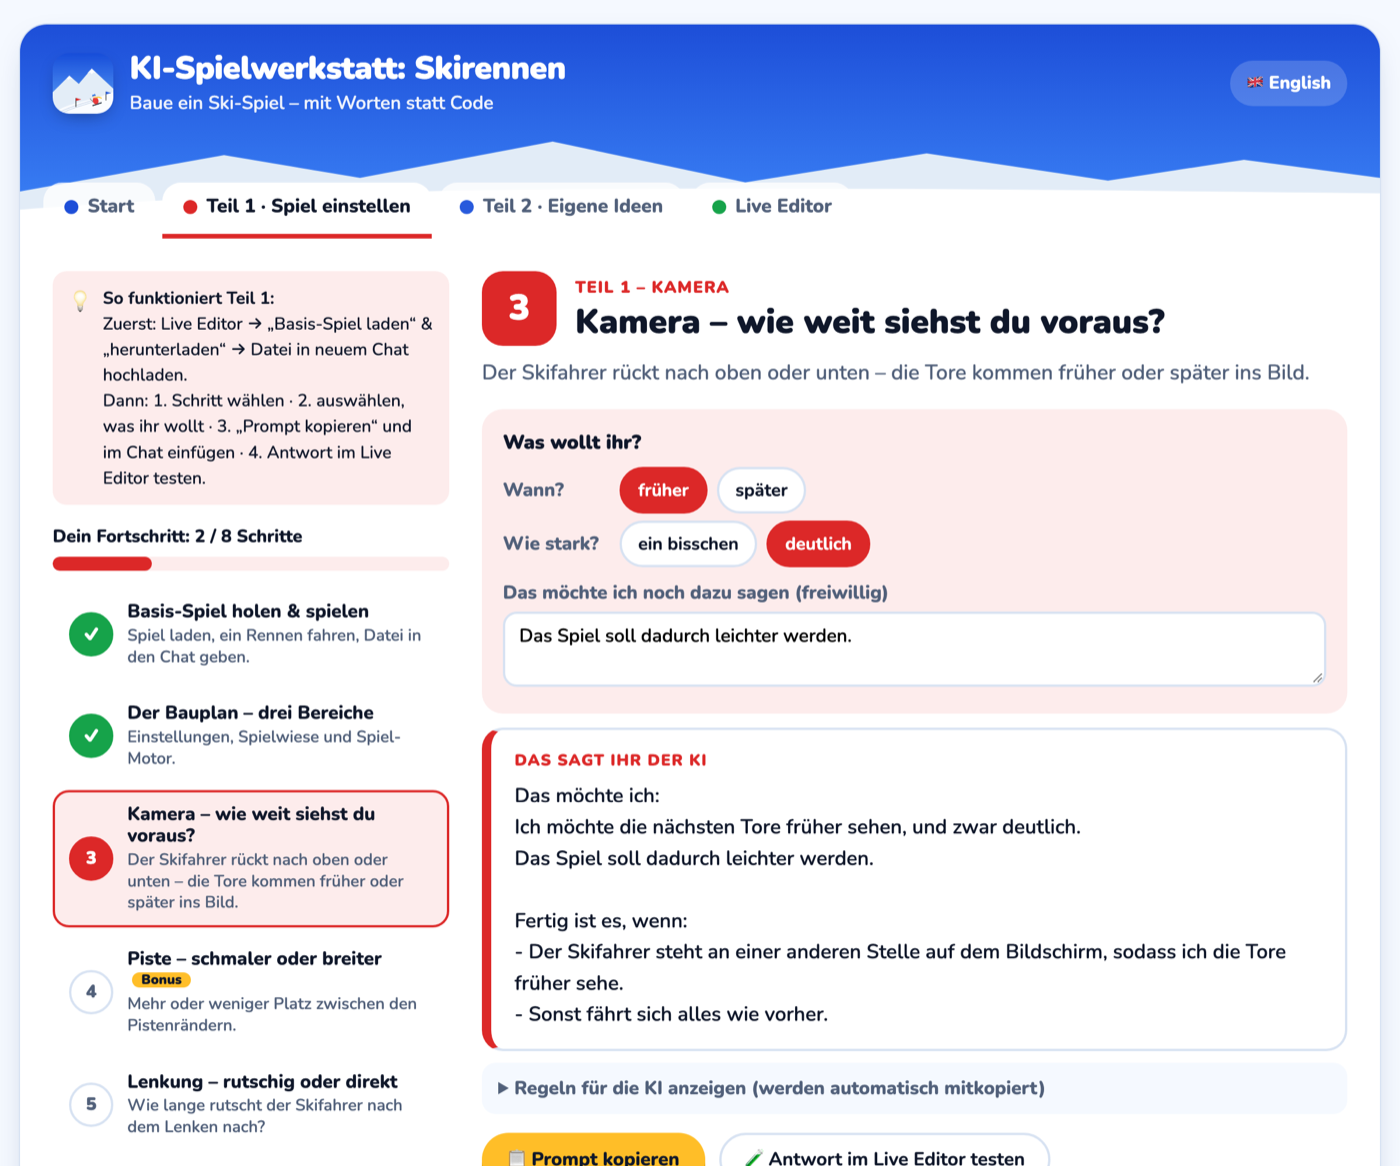 KI-Spielwerkstatt: Skirennen
Baue ein Ski-Spiel – mit Worten statt Code
English
Start
Teil 1 · Spiel einstellen
Teil 2 · Eigene Ideen
Live Editor
So funktioniert Teil 1:
Zuerst: Live Editor → „Basis-Spiel laden“ &
„herunterladen“ → Datei in neuem Chat
hochladen.
Dann: 1. Schritt wählen · 2. auswählen,
was ihr wollt · 3. „Prompt kopieren“ und
im Chat einfügen · 4. Antwort im Live
Editor testen.
Dein Fortschritt: 2 / 8 Schritte
Basis-Spiel holen & spielen
Spiel laden, ein Rennen fahren, Datei in
den Chat geben.
Der Bauplan – drei Bereiche
Einstellungen, Spielwiese und Spiel-
Motor.
3
Kamera – wie weit siehst du
voraus?
Der Skifahrer rückt nach oben oder
unten – die Tore kommen früher oder
später ins Bild.
4
Piste – schmaler oder breiter
Bonus
Mehr oder weniger Platz zwischen den
Pistenrändern.
5
Lenkung – rutschig oder direkt
Wie lange rutscht der Skifahrer nach
dem Lenken nach?
3
TEIL 1 – KAMERA
Kamera – wie weit siehst du voraus?
Der Skifahrer rückt nach oben oder unten – die Tore kommen früher oder später ins Bild.
Was wollt ihr?
Wann? früher später
Wie stark? ein bisschen deutlich
Das möchte ich noch dazu sagen (freiwillig)
Das Spiel soll dadurch leichter werden.
DAS SAGT IHR DER KI
Das möchte ich:
Ich möchte die nächsten Tore früher sehen, und zwar deutlich.
Das Spiel soll dadurch leichter werden.
Fertig ist es, wenn:
- Der Skifahrer steht an einer anderen Stelle auf dem Bildschirm, sodass ich die Tore
früher sehe.
- Sonst fährt sich alles wie vorher.
Regeln für die KI anzeigen (werden automatisch mitkopiert)
Prompt kopieren
Antwort im Live Editor testen